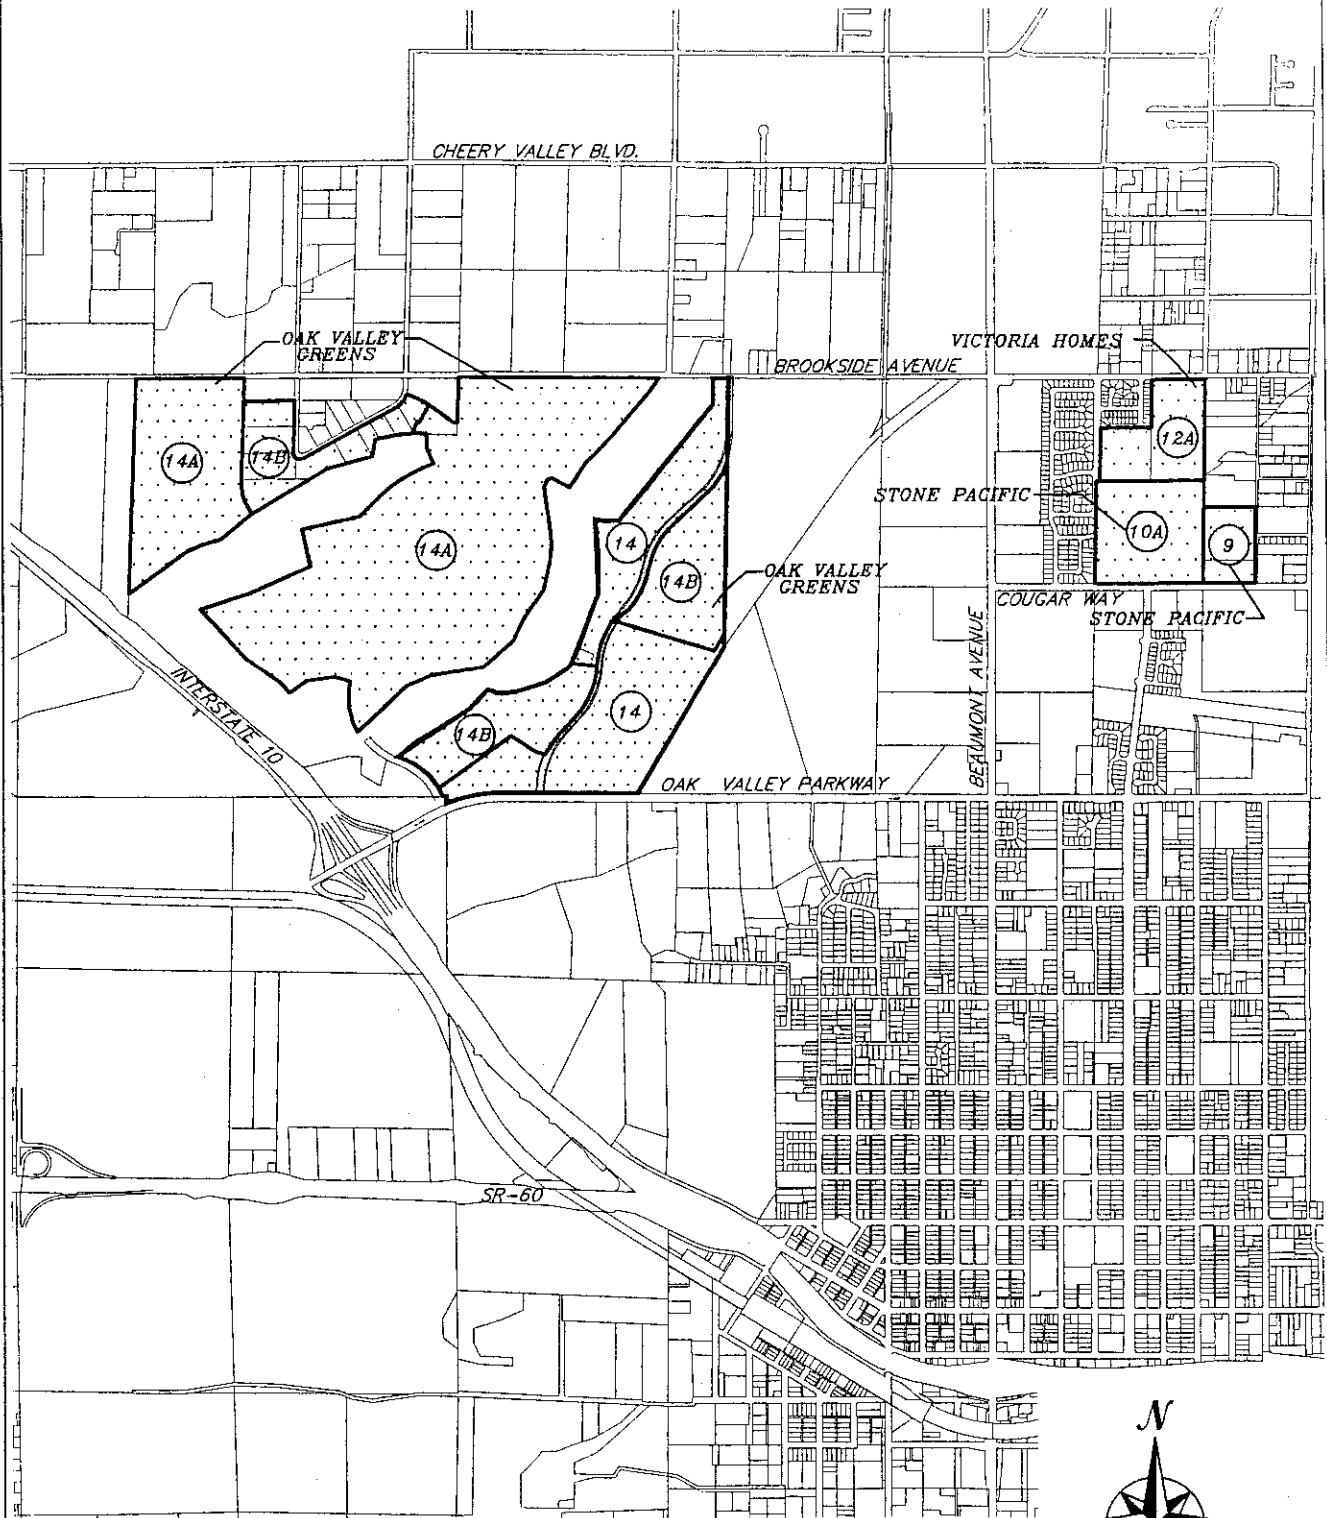 CHEERY VALLEY BLVD.
OAK VALLEY
GREENS
VICTORIA HOMES
BROOKSIDE AVENUE
14A
14B
12A
STONE PACIFIC
10A
9
14A
14
14B
OAK VALLEY
GREENS
COUGAR WAY
STONE PACIFIC
BEAUMONT AVENUE
INTERSTATE 10
14
14B
OAK VALLEY PARKWAY
SR-60
N